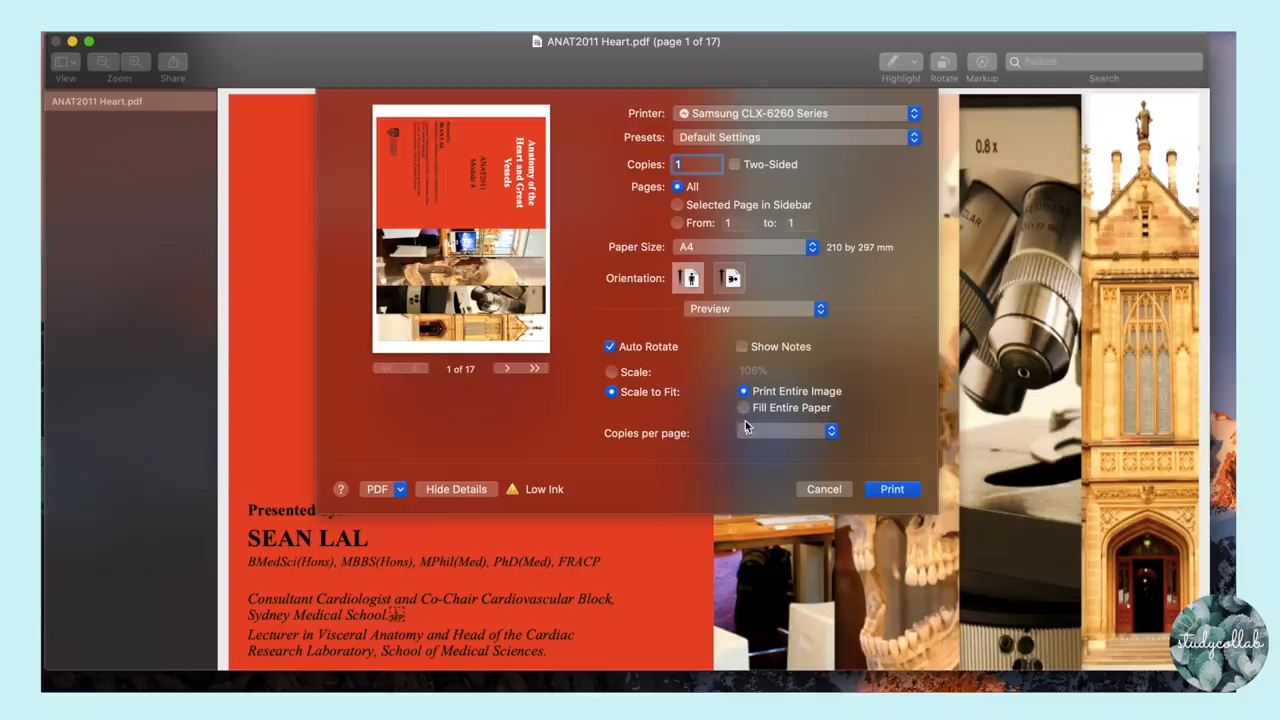 ANAT2011 Heart.pdf (page 1 of 17)
View
Zoom
Share
Highlight
Rotate
Markup
Search
Search
ANAT2011 Heart.pdf
Anatomy of the
Heart and Great
Vessels
ANAT2011
Module 4
SEAN LAL
1 of 17
Printer: Samsung CLX-6260 Series
Presets: Default Settings
Copies: 1 Two-Sided
Pages: All
Selected Page in Sidebar
From: 1 to: 1
Paper Size: A4 210 by 297 mm
Orientation:
Preview
Auto Rotate Show Notes
Scale: 106%
Scale to Fit: Print Entire Image
Fill Entire Paper
Copies per page:
? PDF Hide Details Low Ink Cancel Print
0.8 x
Presented
SEAN LAL
BMedSci(Hons), MBBS(Hons), MPhil(Med), PhD(Med), FRACP
Consultant Cardiologist and Co-Chair Cardiovascular Block,
Sydney Medical School.
Lecturer in Visceral Anatomy and Head of the Cardiac
Research Laboratory, School of Medical Sciences.
studycollab